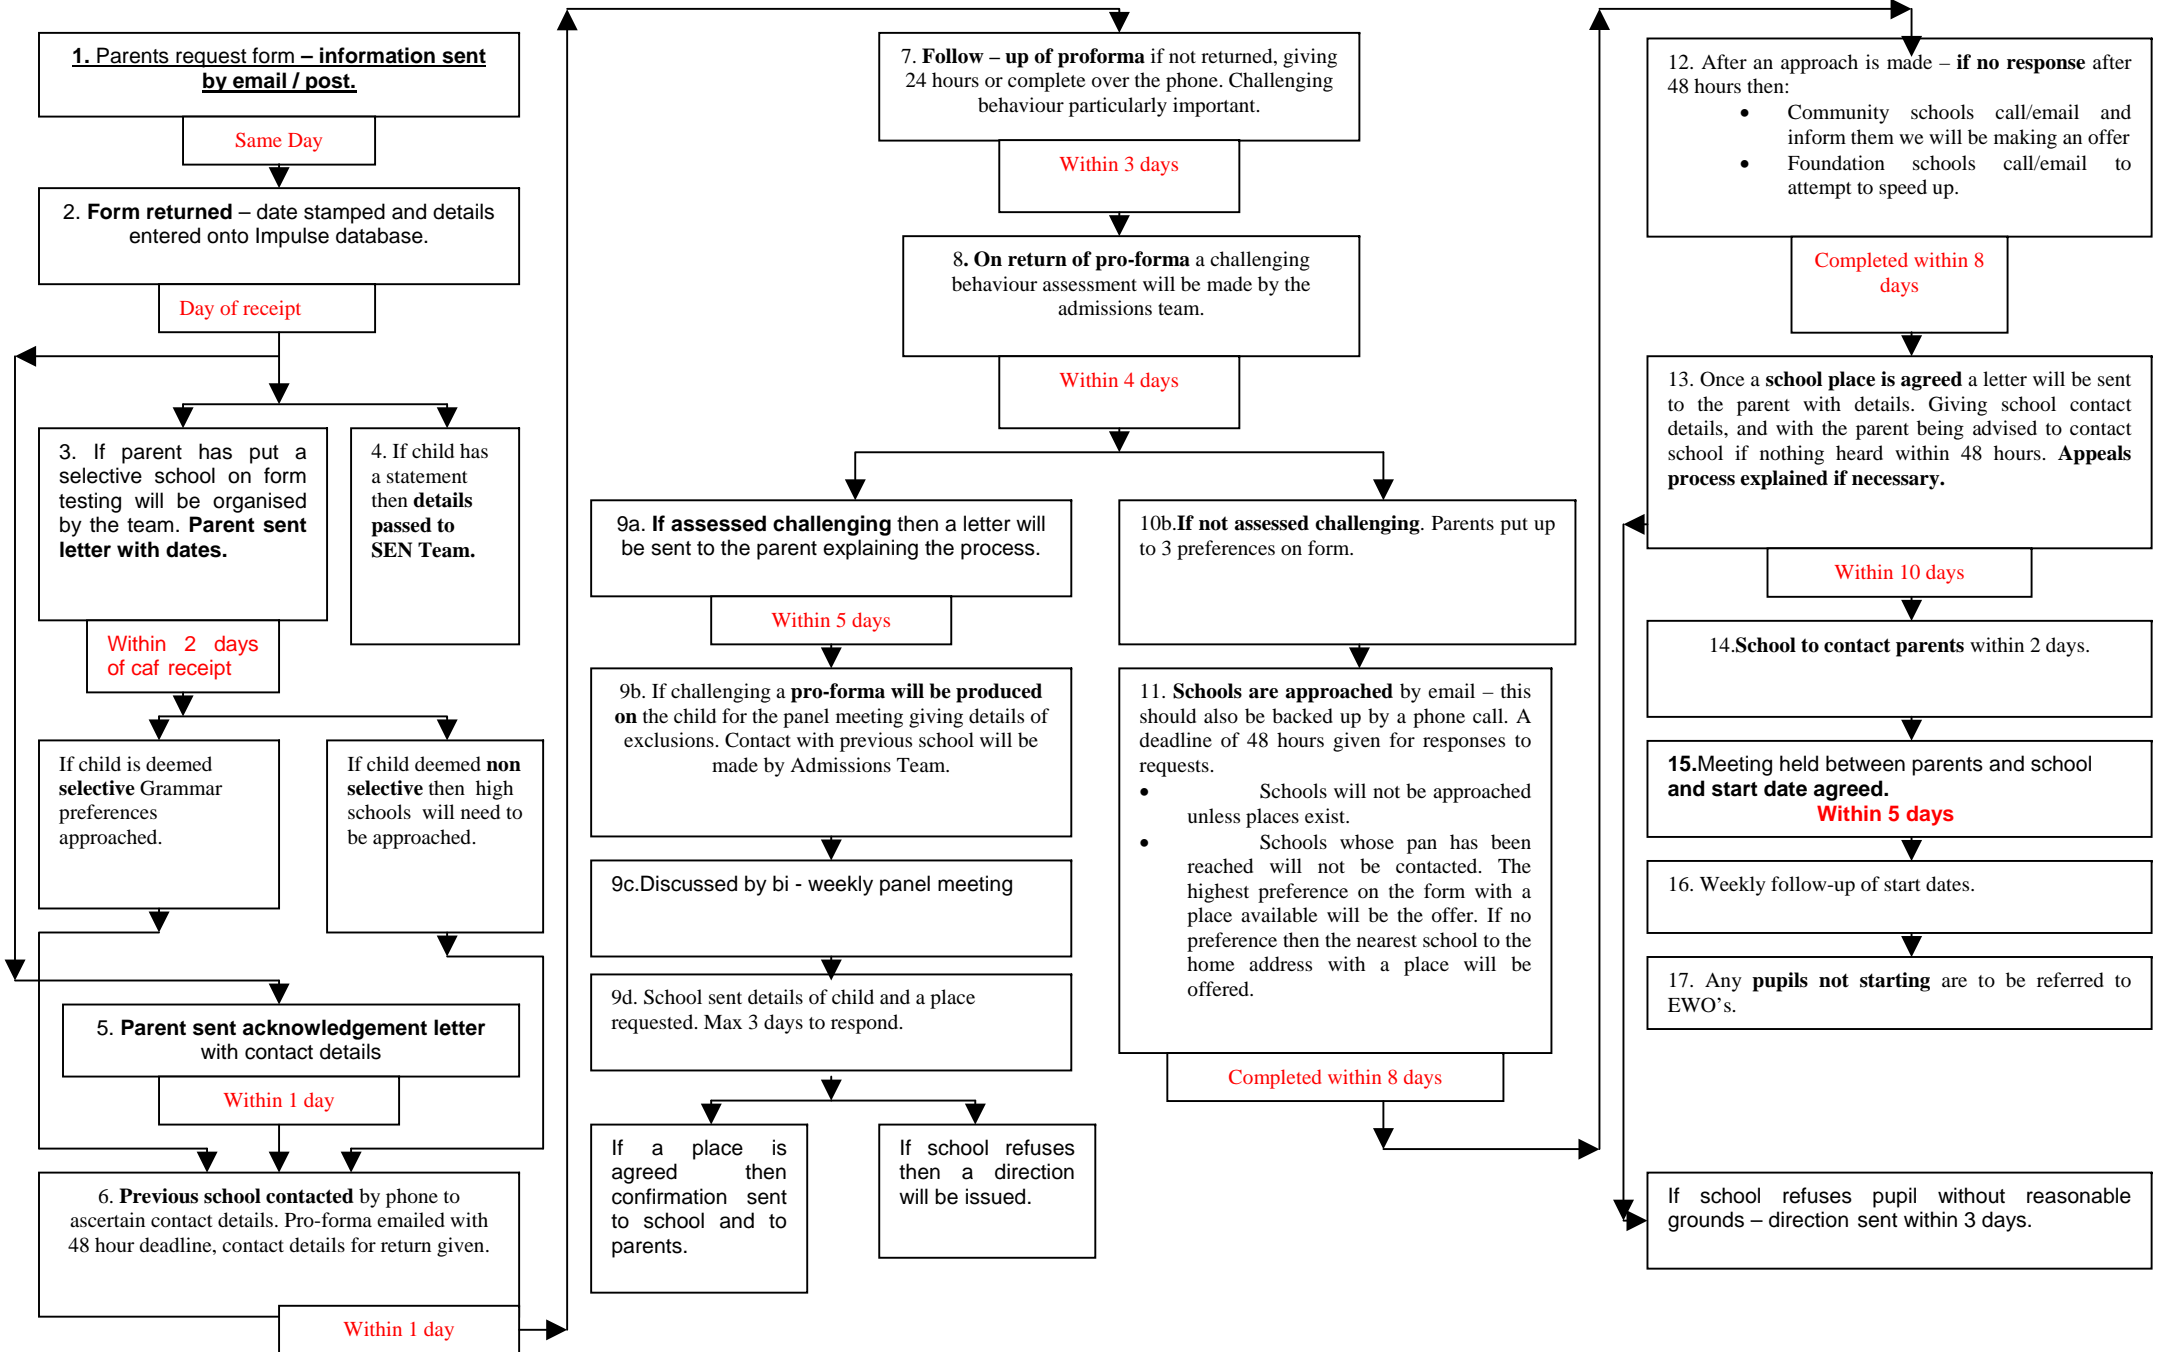 1. Parents request form – information sent
by email / post.
Same Day
2. Form returned – date stamped and details
entered onto Impulse database.
Day of receipt
3. If parent has put a
selective school on form
testing will be organised
by the team. Parent sent
letter with dates.
4. If child has
a statement
then details
passed to
SEN Team.
Within 2 days
of caf receipt
If child is deemed
selective Grammar
preferences
approached.
If child deemed non
selective then high
schools will need to
be approached.
5. Parent sent acknowledgement letter
with contact details
Within 1 day
6. Previous school contacted by phone to
ascertain contact details. Pro-forma emailed with
48 hour deadline, contact details for return given.
Within 1 day
7. Follow – up of proforma if not returned, giving
24 hours or complete over the phone. Challenging
behaviour particularly important.
Within 3 days
8. On return of pro-forma a challenging
behaviour assessment will be made by the
admissions team.
Within 4 days
9a. If assessed challenging then a letter will
be sent to the parent explaining the process.
Within 5 days
9b. If challenging a pro-forma will be produced
on the child for the panel meeting giving details of
exclusions. Contact with previous school will be
made by Admissions Team.
9c.Discussed by bi - weekly panel meeting
9d. School sent details of child and a place
requested. Max 3 days to respond.
If a place is
agreed then
confirmation sent
to school and to
parents.
If school refuses
then a direction
will be issued.
10b.If not assessed challenging. Parents put up
to 3 preferences on form.
11. Schools are approached by email – this
should also be backed up by a phone call. A
deadline of 48 hours given for responses to
requests.
• Schools will not be approached
unless places exist.
• Schools whose pan has been
reached will not be contacted. The
highest preference on the form with a
place available will be the offer. If no
preference then the nearest school to the
home address with a place will be
offered.
Completed within 8 days
12. After an approach is made – if no response after
48 hours then:
• Community schools call/email and
inform them we will be making an offer
• Foundation schools call/email to
attempt to speed up.
Completed within 8
days
13. Once a school place is agreed a letter will be sent
to the parent with details. Giving school contact
details, and with the parent being advised to contact
school if nothing heard within 48 hours. Appeals
process explained if necessary.
Within 10 days
14.School to contact parents within 2 days.
15.Meeting held between parents and school
and start date agreed.
Within 5 days
16. Weekly follow-up of start dates.
17. Any pupils not starting are to be referred to
EWO’s.
If school refuses pupil without reasonable
grounds – direction sent within 3 days.